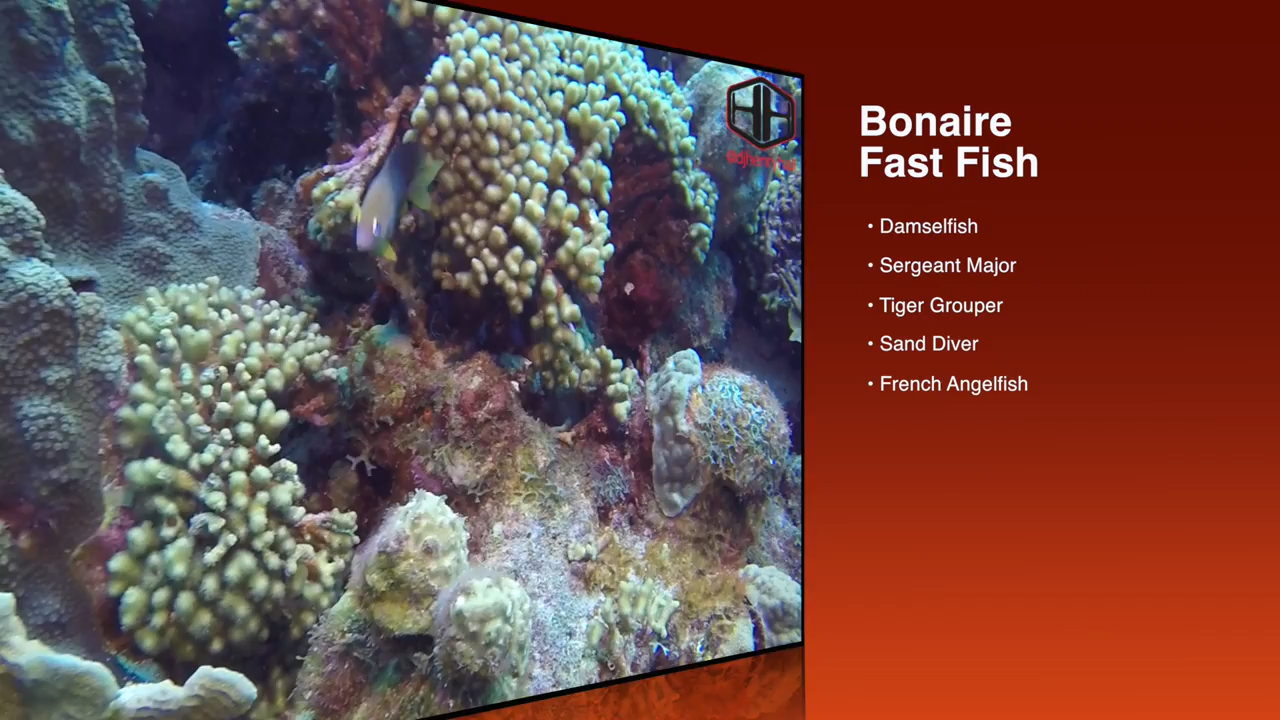 Bonaire
Fast Fish
• Damselfish
• Sergeant Major
• Tiger Grouper
• Sand Diver
• French Angelfish